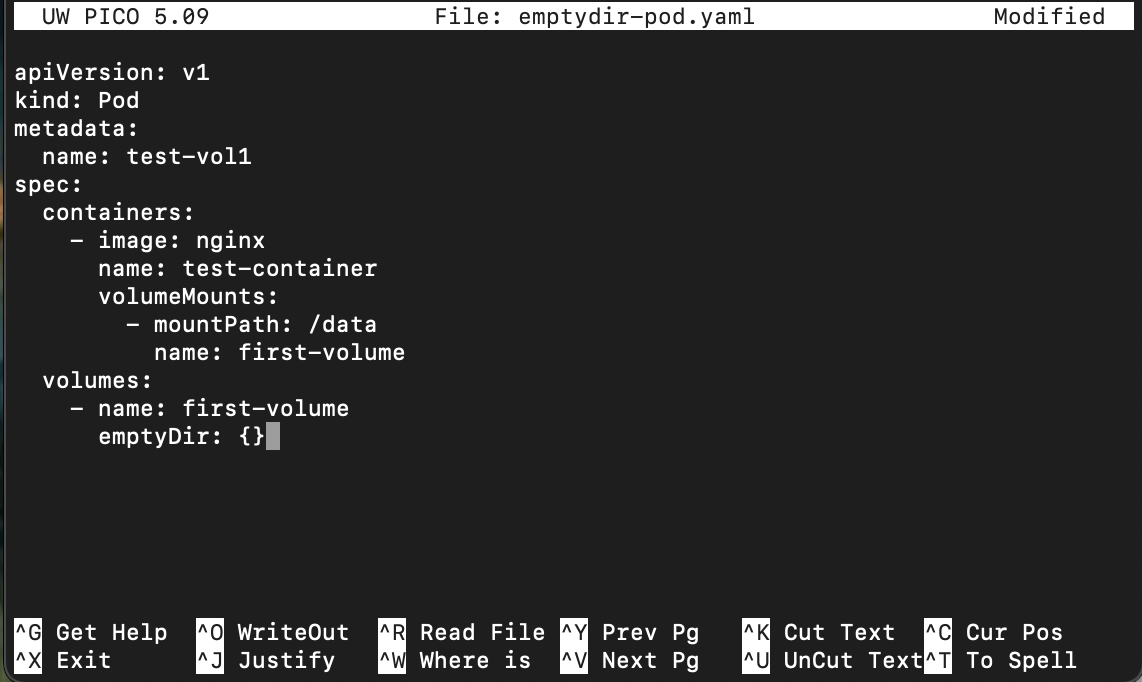 UW PICO 5.09 File: emptydir-pod.yaml Modified
apiVersion: v1
kind: Pod
metadata:
  name: test-vol1
spec:
  containers:
    - image: nginx
      name: test-container
      volumeMounts:
        - mountPath: /data
          name: first-volume
  volumes:
    - name: first-volume
      emptyDir: {}
^G Get Help ^O WriteOut ^R Read File ^Y Prev Pg ^K Cut Text ^C Cur Pos
^X Exit ^J Justify ^W Where is ^V Next Pg ^U UnCut Text ^T To Spell